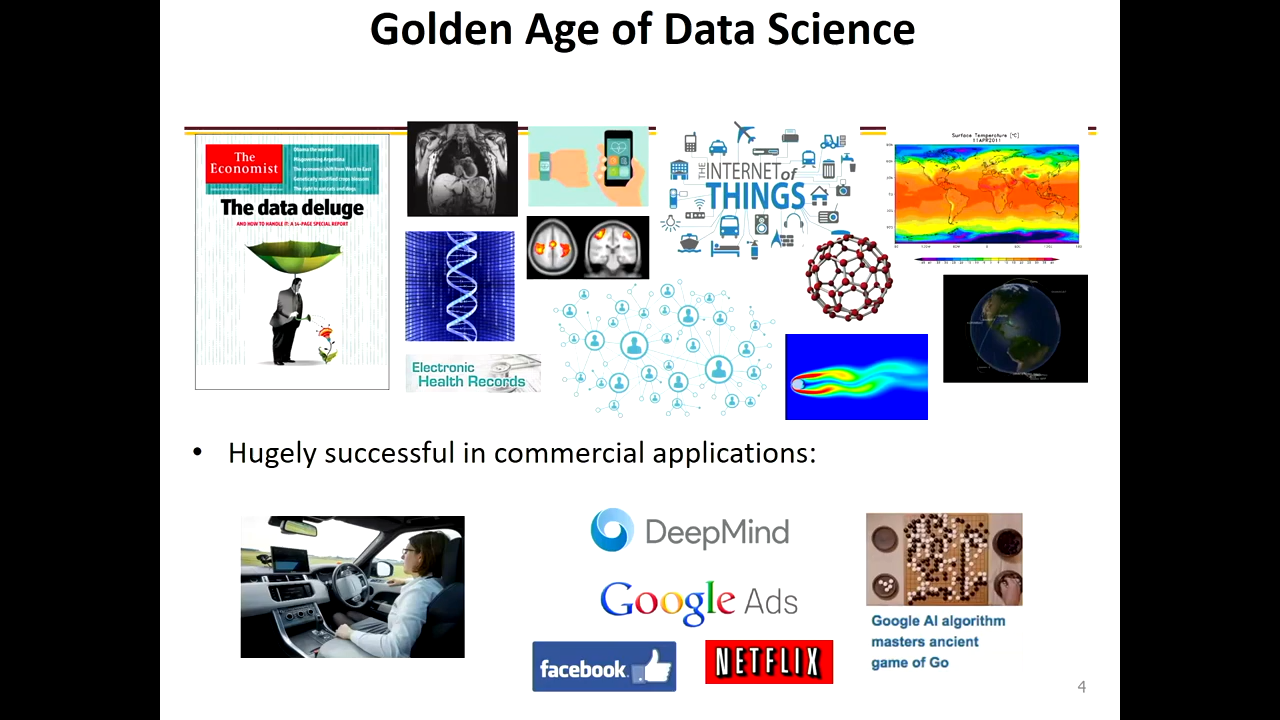 Golden Age of Data Science
The
Economist
The data deluge
AND HOW TO HANDLE IT: A 14-PAGE SPECIAL REPORT
THE INTERNET of
THINGS
Surface Temperature (°C)
Electronic
Health Records
• Hugely successful in commercial applications:
DeepMind
Google Ads
facebook
NETFLIX
Google AI algorithm
masters ancient
game of Go
4